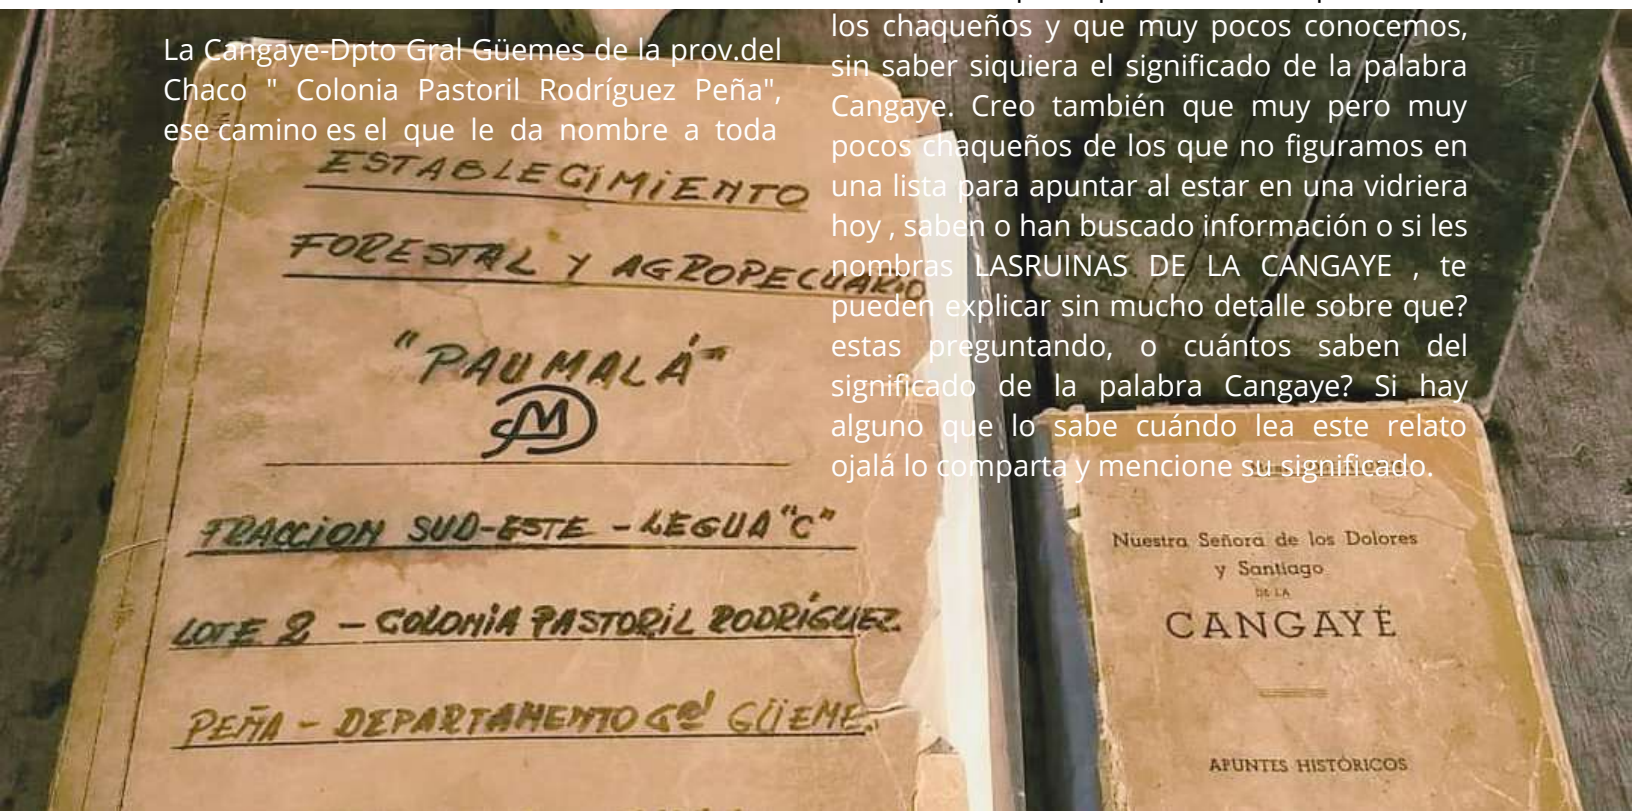 La Cangaye-Dpto Gral Güemes de la prov.del
Chaco " Colonia Pastoril Rodríguez Peña",
ese camino es el que le da nombre a toda
los chaqueños y que muy pocos conocemos,
sin saber siquiera el significado de la palabra
Cangaye. Creo también que muy pero muy
pocos chaqueños de los que no figuramos en
una lista para apuntar al estar en una vidriera
hoy , saben o han buscado información o si les
nombras LASRUINAS DE LA CANGAYE , te
pueden explicar sin mucho detalle sobre que?
estas preguntando, o cuántos saben del
significado de la palabra Cangaye? Si hay
alguno que lo sabe cuándo lea este relato
ojalá lo comparta y mencione su significado.
ESTABLECIMIENTO
FORESTAL Y AGROPECUARIO
"PAUMALÁ"
M
FRACCION SUD-ESTE - LEGUA "C"
LOTE 2 - COLONIA PASTORIL RODRÍGUEZ
PEÑA - DEPARTAMENTO Gel GÜEME.
Nuestra Señora de los Dolores
y Santiago
DE LA
CANGAYÉ
APUNTES HISTÓRICOS